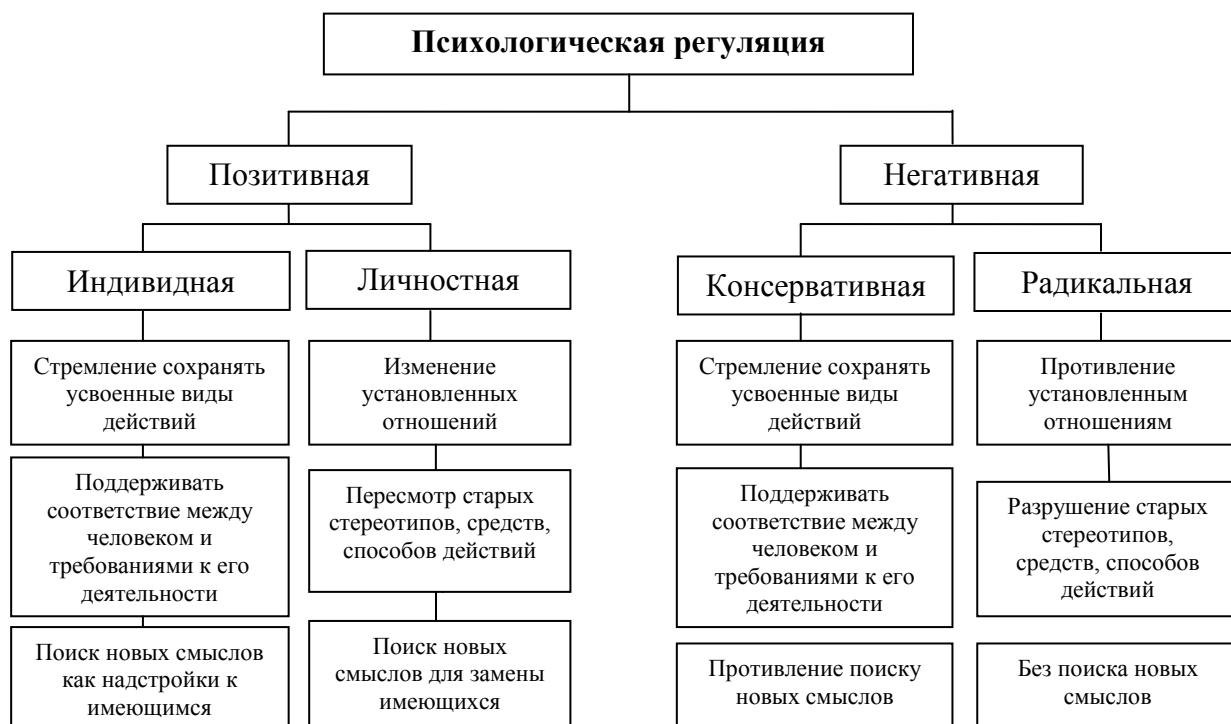 Психологическая регуляция
Позитивная
Негативная
Индивидная
Личностная
Консервативная
Радикальная
Стремление сохранять
усвоенные виды
действий
Изменение
установленных
отношений
Стремление сохранять
усвоенные виды
действий
Противление
установленным
отношениям
Поддерживать
соответствие между
человеком и
требованиями к его
деятельности
Пересмотр старых
стереотипов, средств,
способов действий
Поддерживать
соответствие между
человеком и
требованиями к его
деятельности
Разрушение старых
стереотипов,
средств, способов
действий
Поиск новых смыслов
как надстройки к
имеющимся
Поиск новых
смыслов для замены
имеющихся
Противление поиску
новых смыслов
Без поиска новых
смыслов